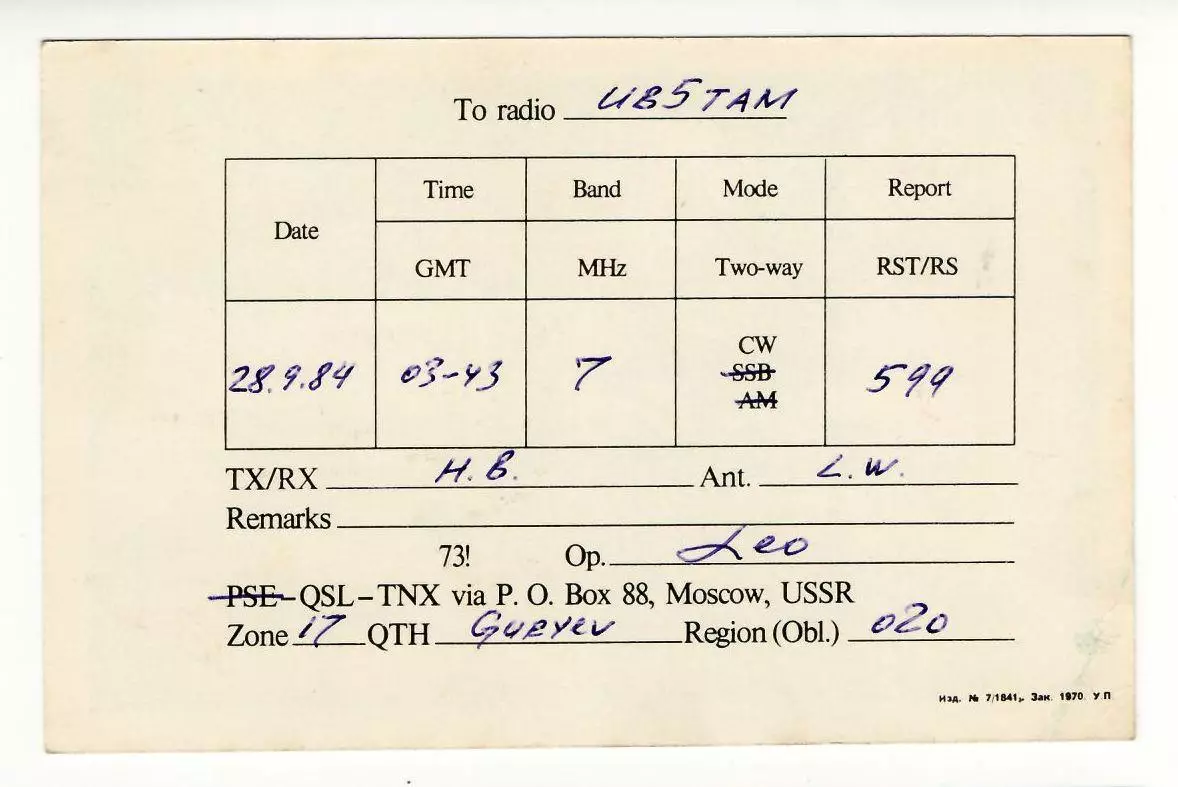 To radio UB5TAM
Date Time Band Mode Report
GMT MHz Two-way RST/RS
28.9.84 03-43 7 CW SSB AM 599
TX/RX H.B. Ant. L.W.
Remarks
73! Op. Leo
PSE-QSL-TNX via P. O. Box 88, Moscow, USSR
Zone 17 QTH Guryev Region (Obl.) 020
Изд. № 7/1841, Зак. 1970 УП